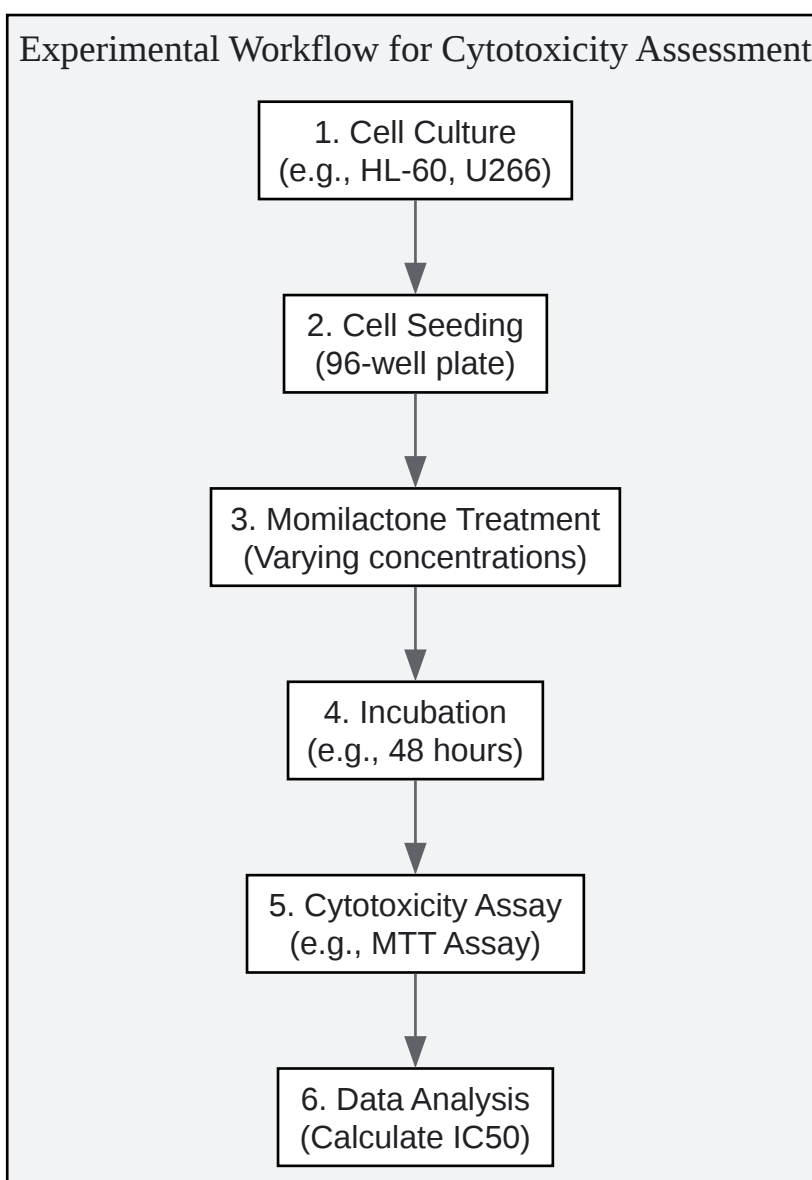 Experimental Workflow for Cytotoxicity Assessment
1. Cell Culture
(e.g., HL-60, U266)
2. Cell Seeding
(96-well plate)
3. Momilactone Treatment
(Varying concentrations)
4. Incubation
(e.g., 48 hours)
5. Cytotoxicity Assay
(e.g., MTT Assay)
6. Data Analysis
(Calculate IC50)